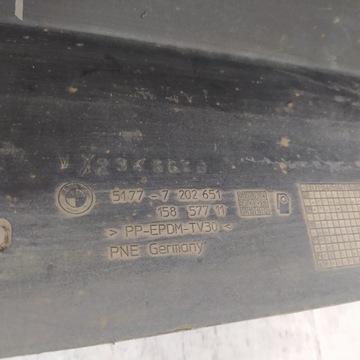 5177-7 202 651
158 577 11
> PP-EPDM-TV30 <
PNE Germany